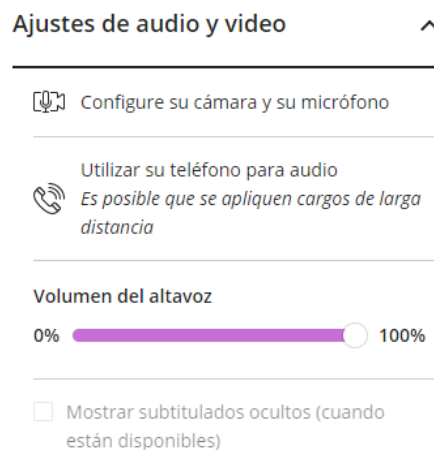 Ajustes de audio y video
Configure su cámara y su micrófono
Utilizar su teléfono para audio
Es posible que se apliquen cargos de larga
distancia
Volumen del altavoz
0% 100%
Mostrar subtitulados ocultos (cuando
están disponibles)